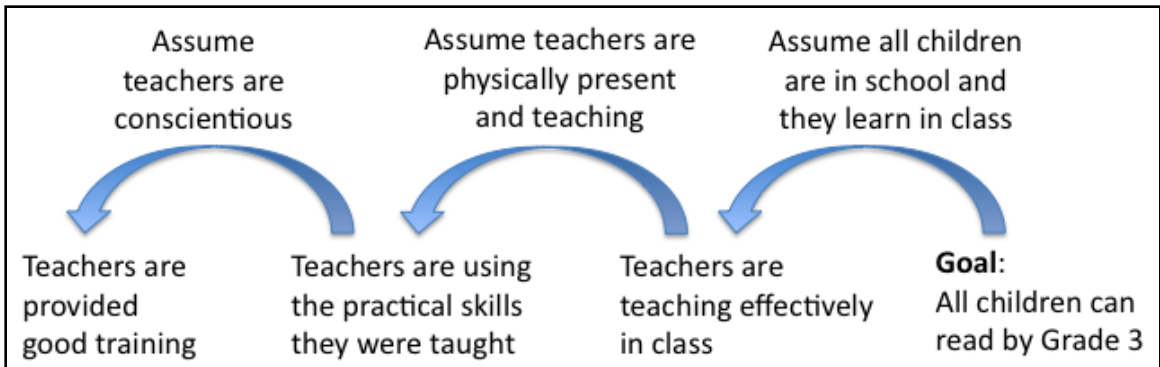 Assume
teachers are
conscientious
Assume teachers are
physically present
and teaching
Assume all children
are in school and
they learn in class
Teachers are
provided
good training
Teachers are using
the practical skills
they were taught
Teachers are
teaching effectively
in class
Goal:
All children can
read by Grade 3